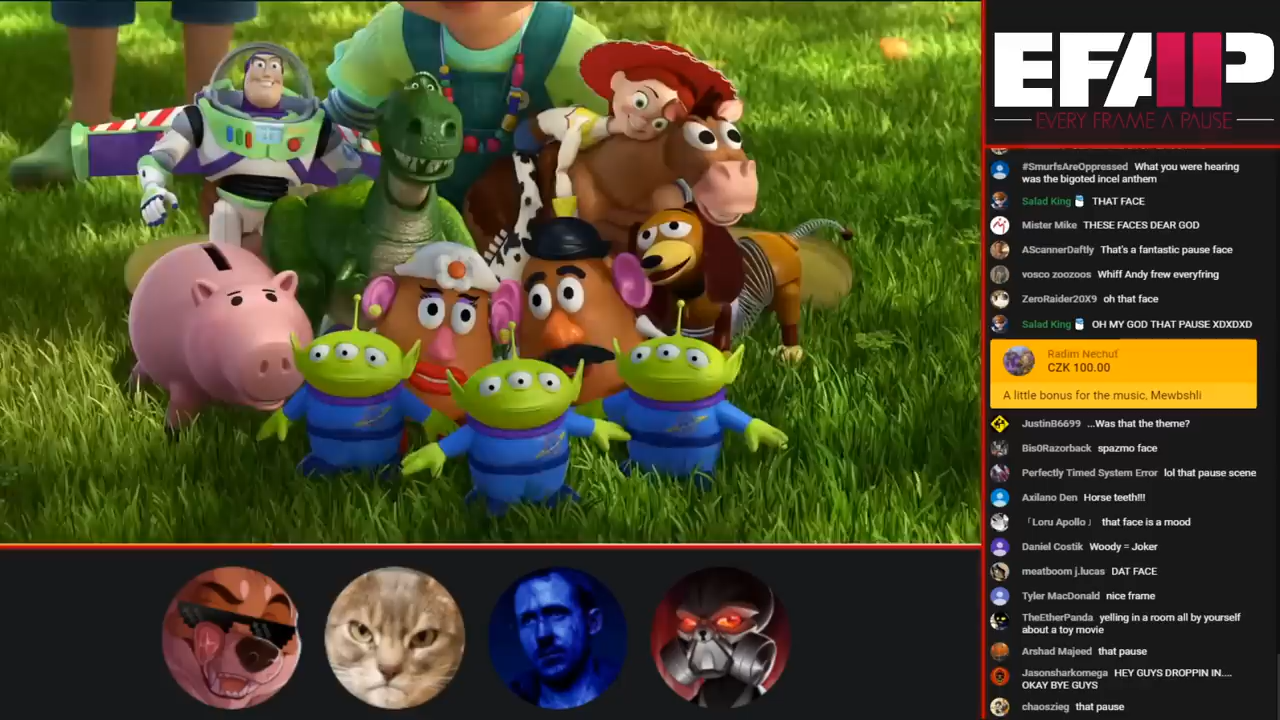 EFAP
EVERY FRAME A PAUSE
#SmurfsAreOppressed What you were hearing
was the bigoted incel anthem
Salad King THAT FACE
Mister Mike THESE FACES DEAR GOD
AScannerDaftly That's a fantastic pause face
vosco zoozoos Whiff Andy frew everyfring
ZeroRaider20X9 oh that face
Salad King OH MY GOD THAT PAUSE XDXDXD
Radim Nechuť
CZK 100.00
A little bonus for the music, Mewbshli
JustinB6699 ...Was that the theme?
Bis0Razorback spazmo face
Perfectly Timed System Error lol that pause scene
Axilano Den Horse teeth!!!
「Loru Apollo」 that face is a mood
Daniel Costik Woody = Joker
meatboom j.lucas DAT FACE
Tyler MacDonald nice frame
TheEtherPanda yelling in a room all by yourself
about a toy movie
Arshad Majeed that pause
Jasonsharkomega HEY GUYS DROPPIN IN....
OKAY BYE GUYS
chaoszieg that pause